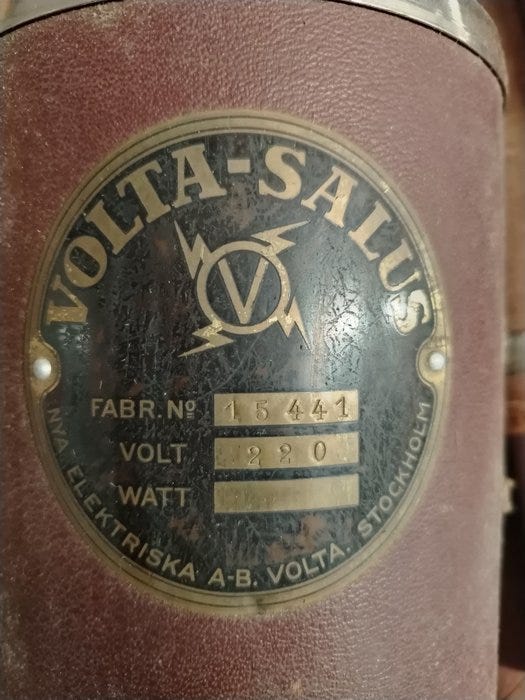 VOLTA-SALUS
V
FABR. Nº 15441
VOLT 220
WATT
NYA ELEKTRISKA A-B. VOLTA. STOCKHOLM